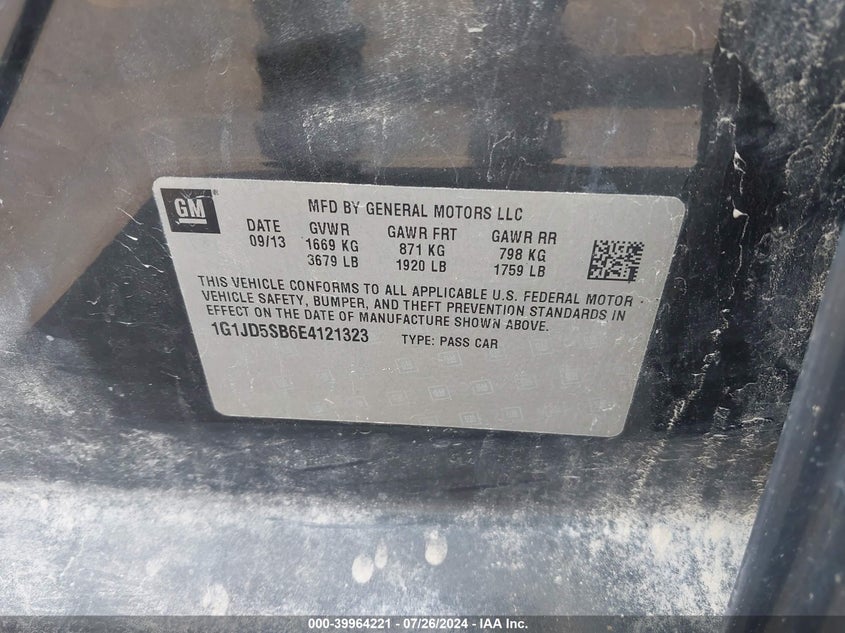 GM ®
MFD BY GENERAL MOTORS LLC
DATE GVWR GAWR FRT GAWR RR
09/13 1669 KG 871 KG 798 KG
3679 LB 1920 LB 1759 LB
THIS VEHICLE CONFORMS TO ALL APPLICABLE U.S. FEDERAL MOTOR
VEHICLE SAFETY, BUMPER, AND THEFT PREVENTION STANDARDS IN
EFFECT ON THE DATE OF MANUFACTURE SHOWN ABOVE.
1G1JD5SB6E4121323 TYPE: PASS CAR
000-39964221 - 07/26/2024 - IAA Inc.